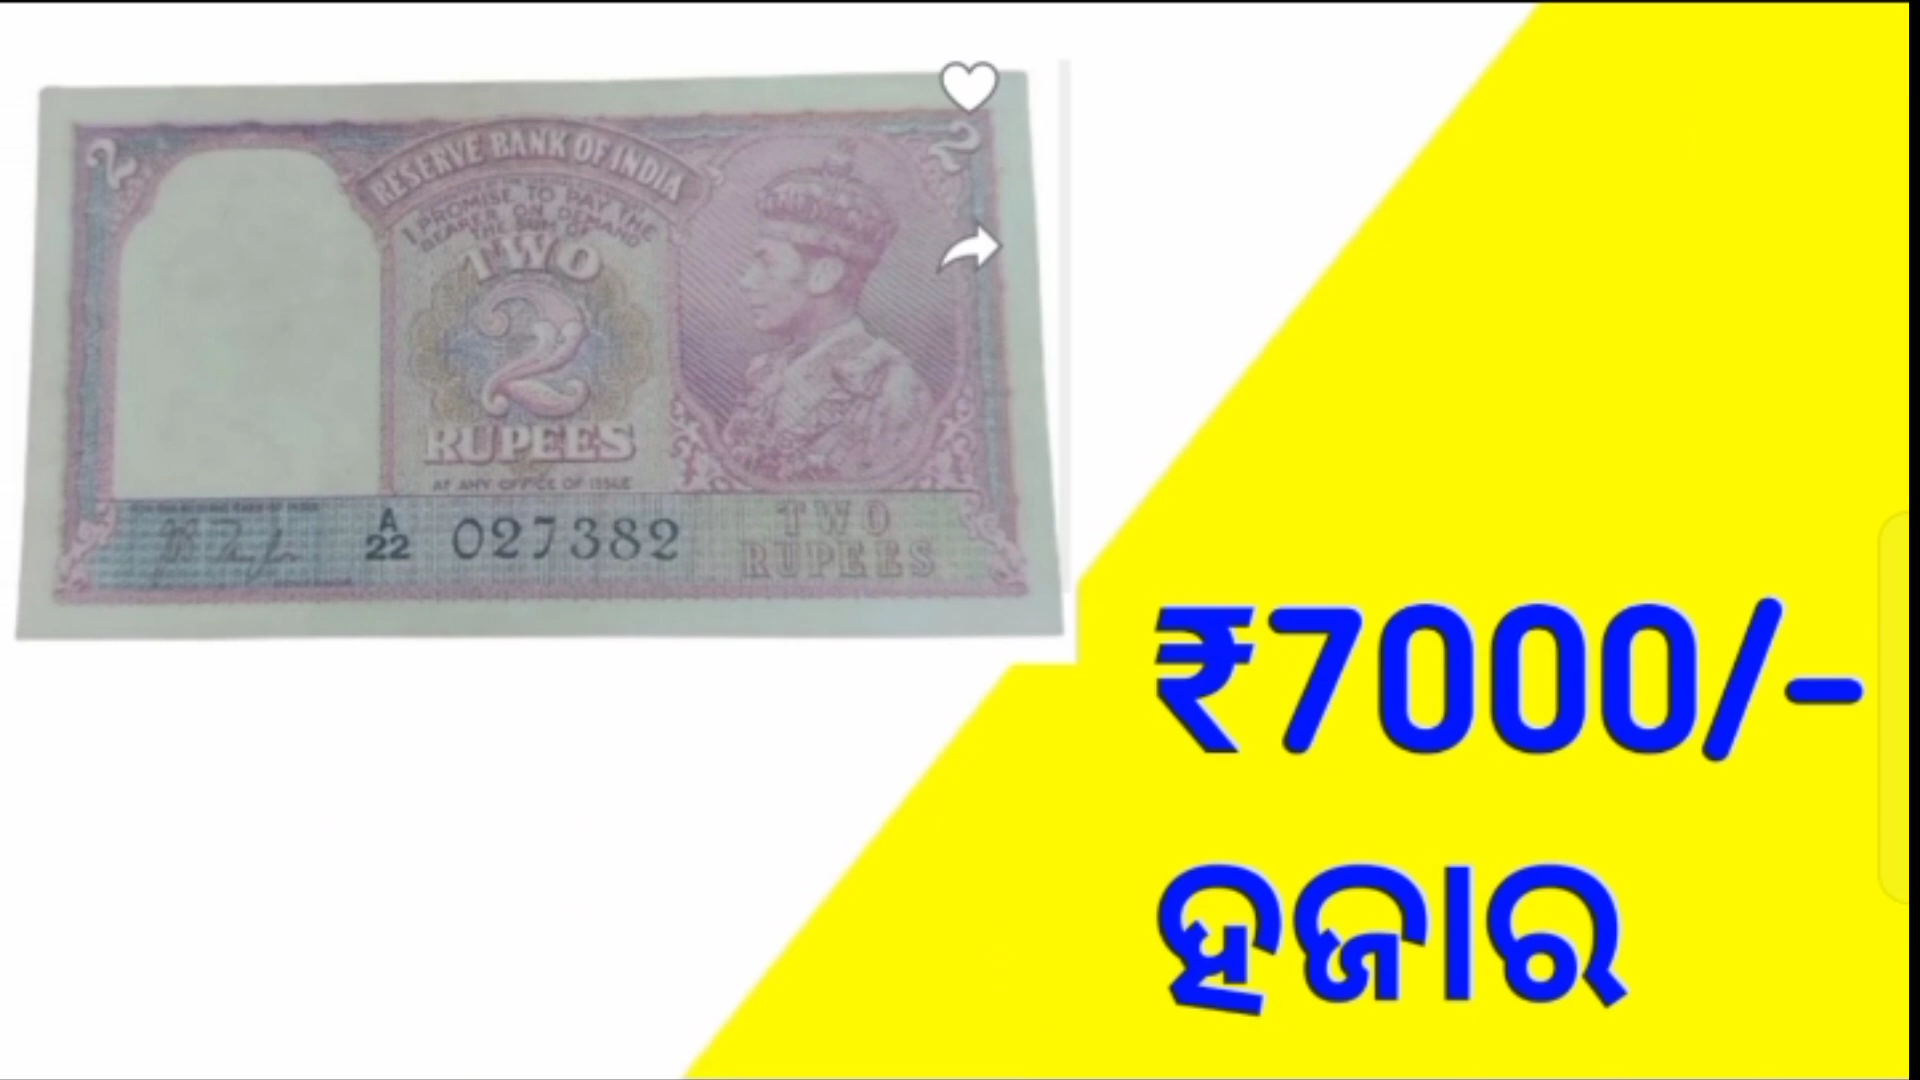 2
2
RESERVE BANK OF INDIA
I PROMISE TO PAY THE
BEARER ON DEMAND
THE SUM OF
TWO
2
RUPEES
AT ANY OFFICE OF ISSUE
A
22 027382
TWO
RUPEES
₹7000/-
ହଜାର